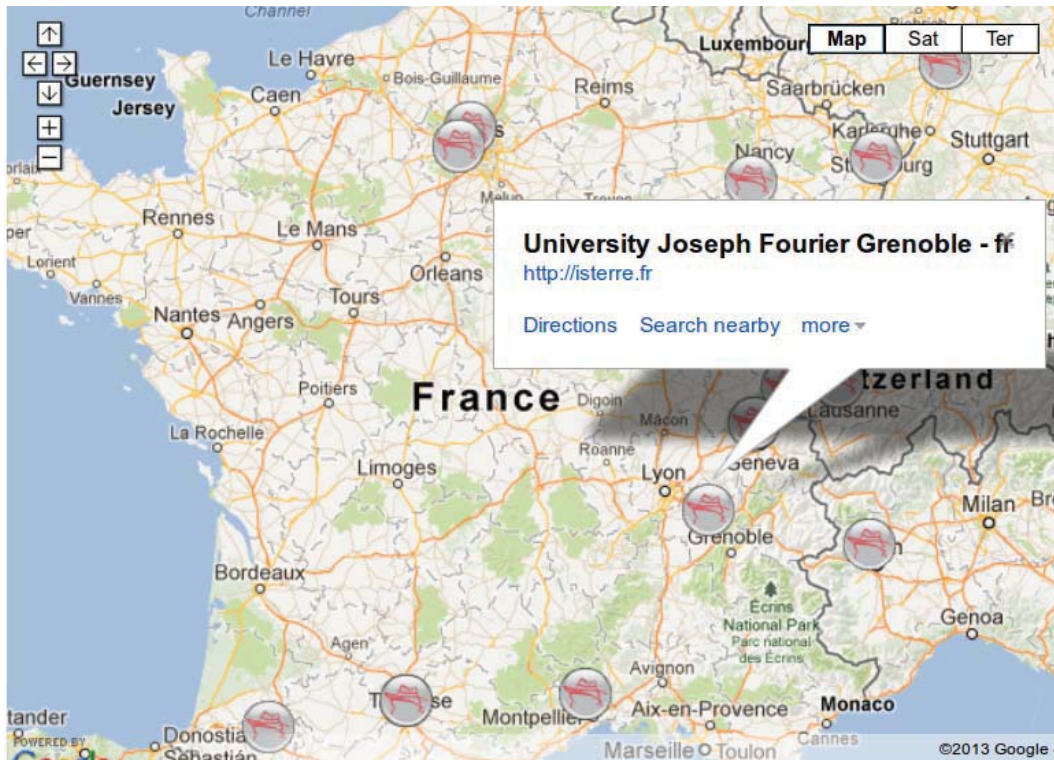 Channel
Map
Sat
Ter
Luxembourg
Le Havre
Guernsey
Bois-Guillaume
Reims
Saarbrücken
Jersey
Caen
Karlsruhe
Stuttgart
Nancy
Rennes
Le Mans
Lorient
Orleans
Vannes
Tours
Nantes
Angers
University Joseph Fourier Grenoble - fr
http://isterre.fr
Directions Search nearby more
Poitiers
France
Digoin
tzerland
Mâcon
Lausanne
La Rochelle
Roanne
Limoges
Lyon
Geneva
Milan
Grenoble
Bordeaux
Écrins
National Park
Parc national
des Écrins
Genoa
Agen
Avignon
Montpellier
Aix-en-Provence
Monaco
tander
Donostia
Sebastián
Cannes
Marseille
Toulon
POWERED BY
©2013 Google -